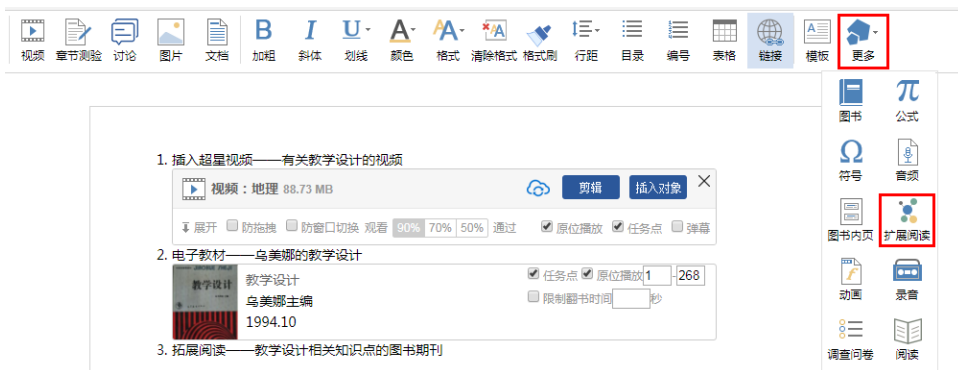 视频 章节测验 讨论 图片 文档 加粗 斜体 划线 颜色 格式 清除格式 格式刷 行距 目录 编号 表格 链接 模板 更多
图书 公式
符号 音频
图书内页 扩展阅读
动画 录音
调查问卷 阅读
1. 插入超星视频——有关教学设计的视频
视频：地理 88.73 MB 剪辑 插入对象
展开 防拖拽 防窗口切换 观看 90% 70% 50% 通过 原位播放 任务点 弹幕
2. 电子教材——乌美娜的教学设计
教学设计
教学设计 任务点 原位播放 1 -268
乌美娜主编 限制翻书时间 秒
1994.10
3. 拓展阅读——教学设计相关知识点的图书期刊